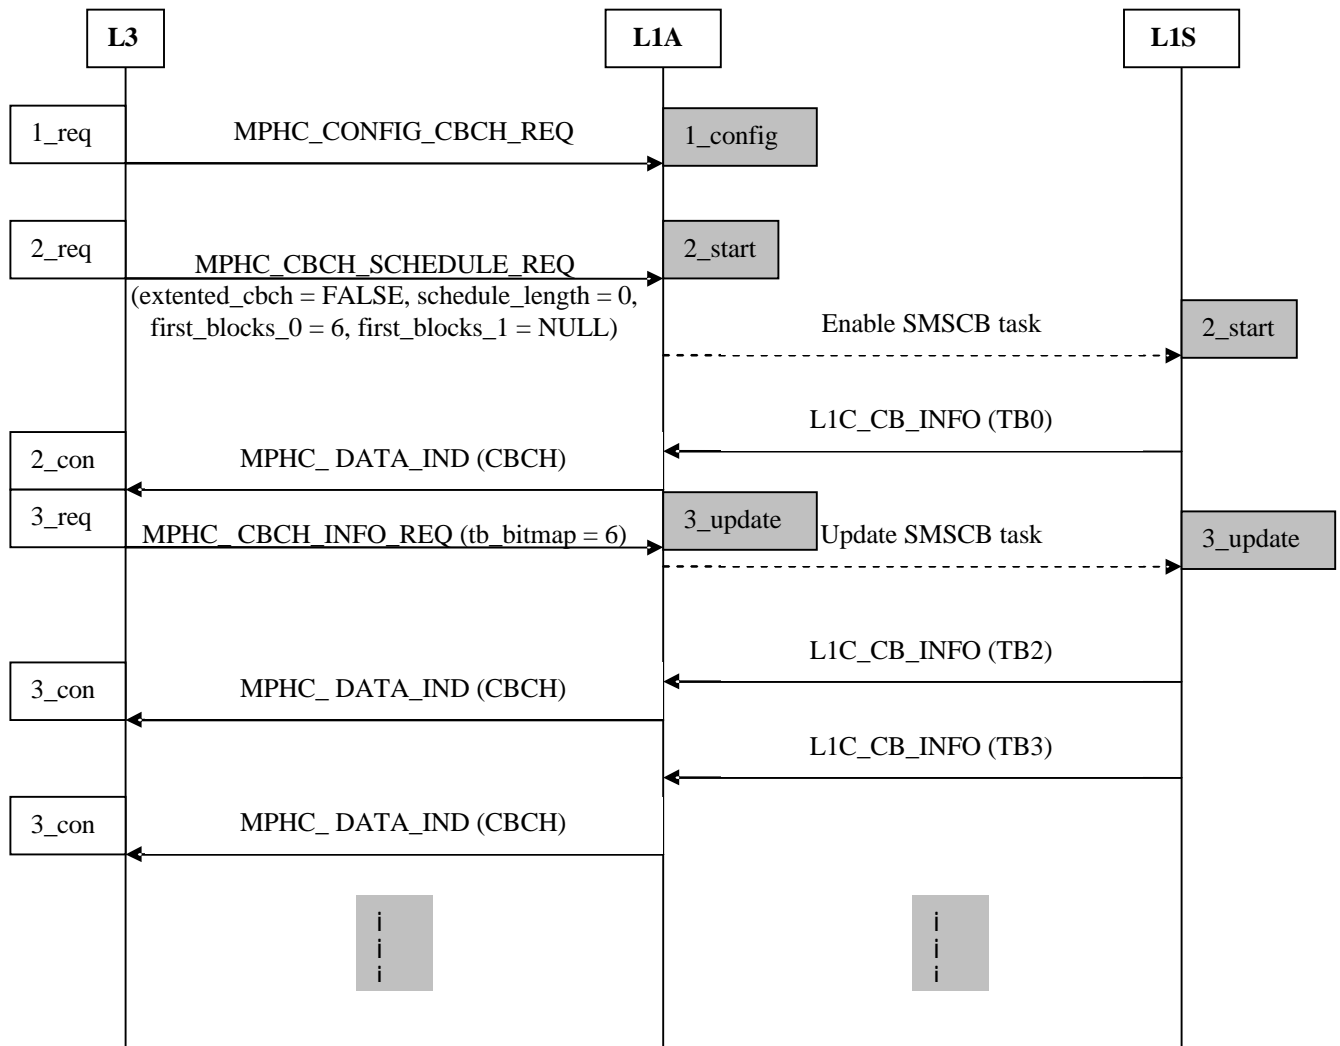 L3
L1A
L1S
1_req
MPHC_CONFIG_CBCH_REQ
1_config
2_req
MPHC_CBCH_SCHEDULE_REQ
(extented_cbch = FALSE, schedule_length = 0,
first_blocks_0 = 6, first_blocks_1 = NULL)
2_start
Enable SMSCB task
2_start
L1C_CB_INFO (TB0)
2_con
MPHC_ DATA_IND (CBCH)
3_req
MPHC_ CBCH_INFO_REQ (tb_bitmap = 6)
3_update
Update SMSCB task
3_update
L1C_CB_INFO (TB2)
3_con
MPHC_ DATA_IND (CBCH)
L1C_CB_INFO (TB3)
3_con
MPHC_ DATA_IND (CBCH)
¡
¡
¡
¡
¡
¡